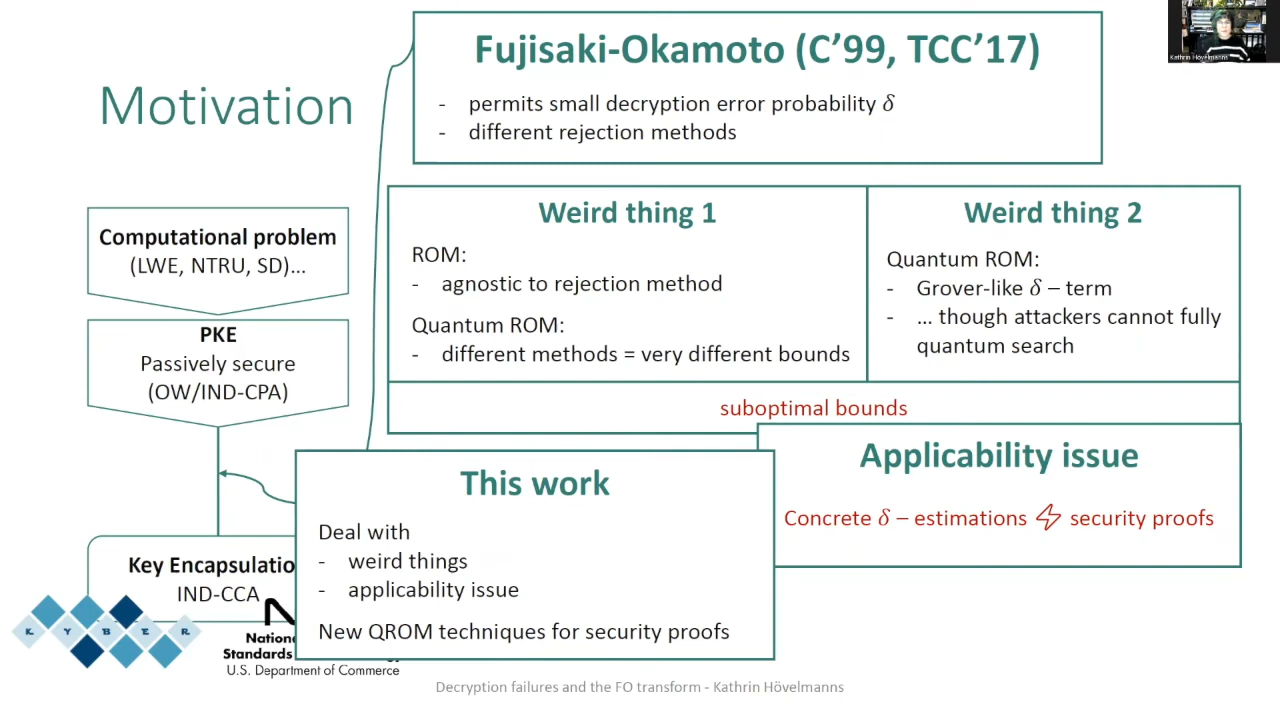 Motivation
Fujisaki-Okamoto (C’99, TCC’17)
- permits small decryption error probability δ
- different rejection methods
Kathrin Hövelmanns
Computational problem
(LWE, NTRU, SD)...
PKE
Passively secure
(OW/IND-CPA)
Key Encapsulatio
IND-CCA
K Y B E R
N
National
Standards
U.S. Department of Commerce
Weird thing 1
ROM:
- agnostic to rejection method
Quantum ROM:
- different methods = very different bounds
Weird thing 2
Quantum ROM:
- Grover-like δ – term
- ... though attackers cannot fully
quantum search
suboptimal bounds
Applicability issue
Concrete δ – estimations security proofs
This work
Deal with
- weird things
- applicability issue
New QROM techniques for security proofs
Decryption failures and the FO transform - Kathrin Hövelmanns